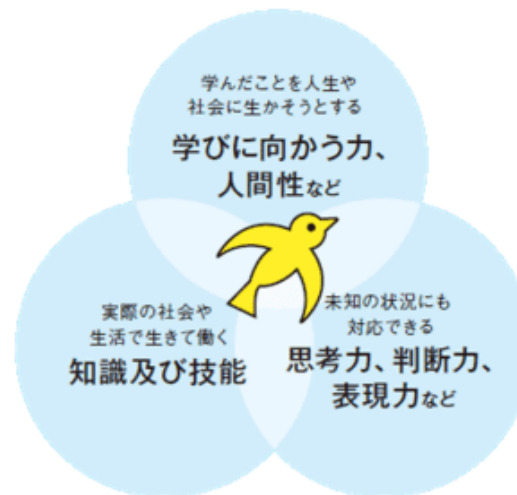 学んだことを人生や
社会に生かそうとする
学びに向かう力、
人間性など
実際の社会や
生活で生きて働く
知識及び技能
未知の状況にも
対応できる
思考力、判断力、
表現力など